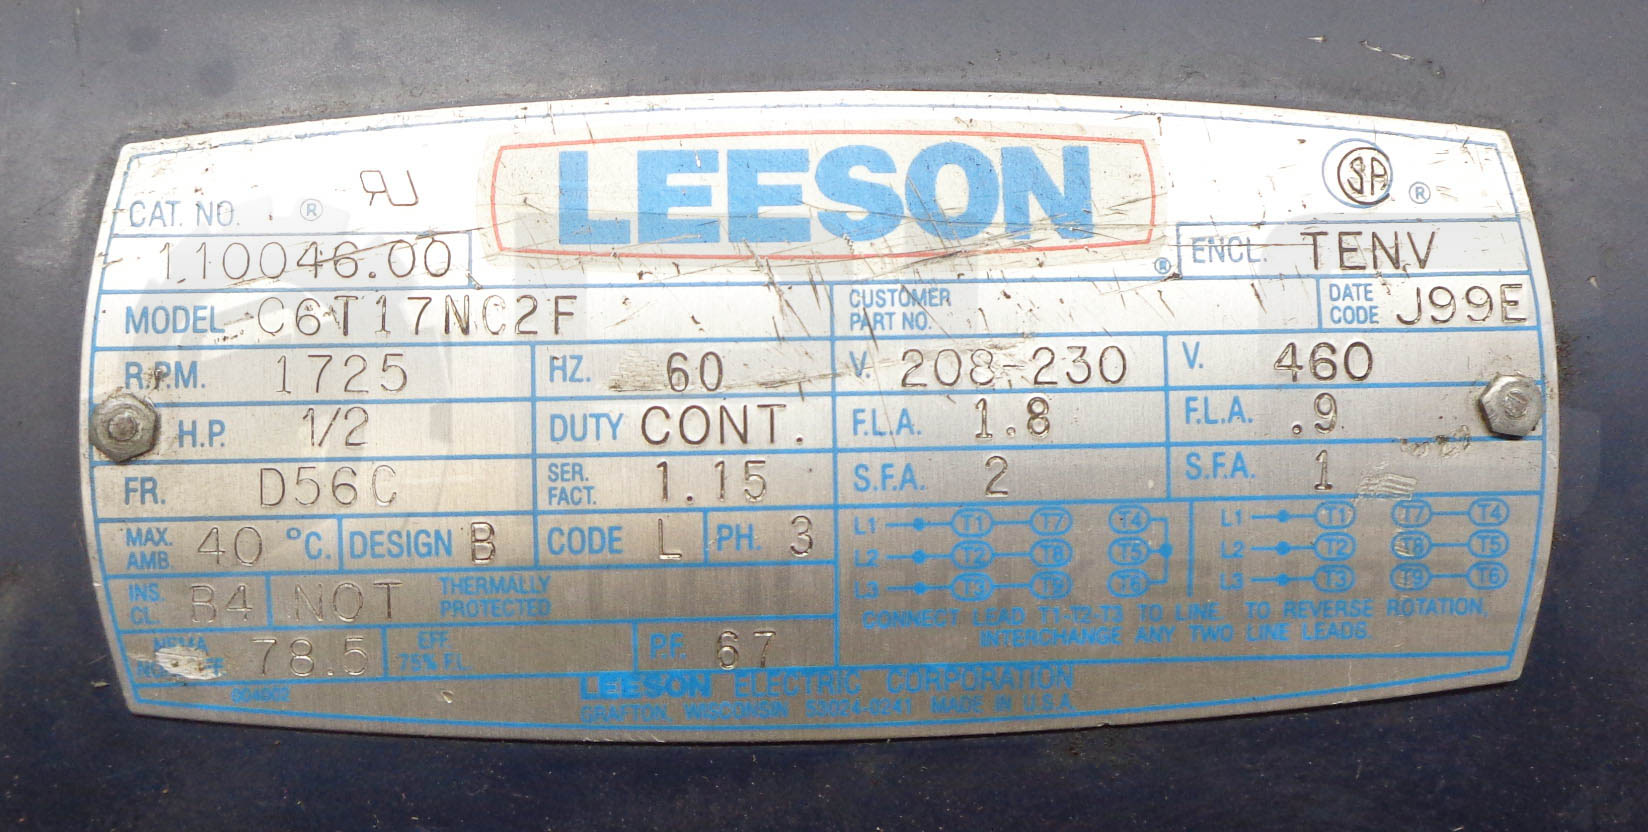 LEESON ®
CAT. NO. ® RU SA ®
110046.00 ENCL. TENV
MODEL C6T17NC2F CUSTOMER PART NO. DATE CODE J99E
R.P.M. 1725 HZ. 60 V. 208-230 V. 460
H.P. 1/2 DUTY CONT. F.L.A. 1.8 F.L.A. .9
FR. D56C SER. FACT. 1.15 S.F.A. 2 S.F.A. 1
MAX. AMB. 40 °C. DESIGN B CODE L PH. 3
L1 T1 T7 T4 L1 T1 T7 T4
L2 T2 T8 T5 L2 T2 T8 T5
L3 T3 T9 T6 L3 T3 T9 T6
INS. CL. B4 NOT THERMALLY PROTECTED
CONNECT LEAD T1-T2-T3 TO LINE TO REVERSE ROTATION,
INTERCHANGE ANY TWO LINE LEADS.
NEMA 78.5 EFF 75% F.L. P.F. 67
LEESON ELECTRIC CORPORATION
GRAFTON, WISCONSIN 53024-0241 MADE IN U.S.A.